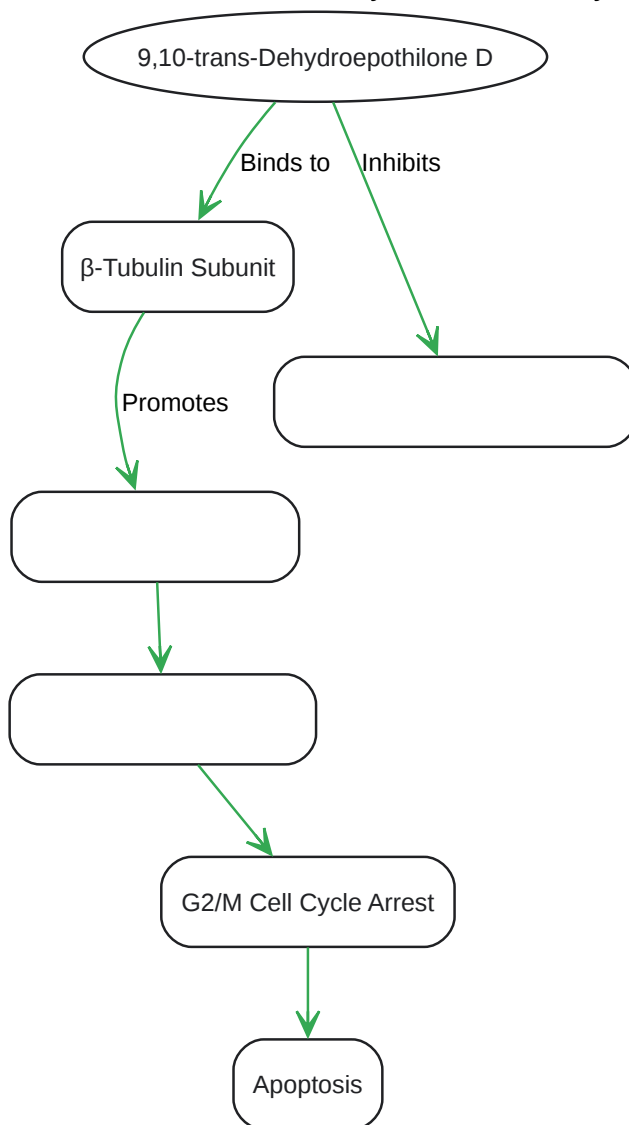 9,10-trans-Dehydroepothilone D
Binds to
Inhibits
β-Tubulin Subunit
Promotes
G2/M Cell Cycle Arrest
Apoptosis